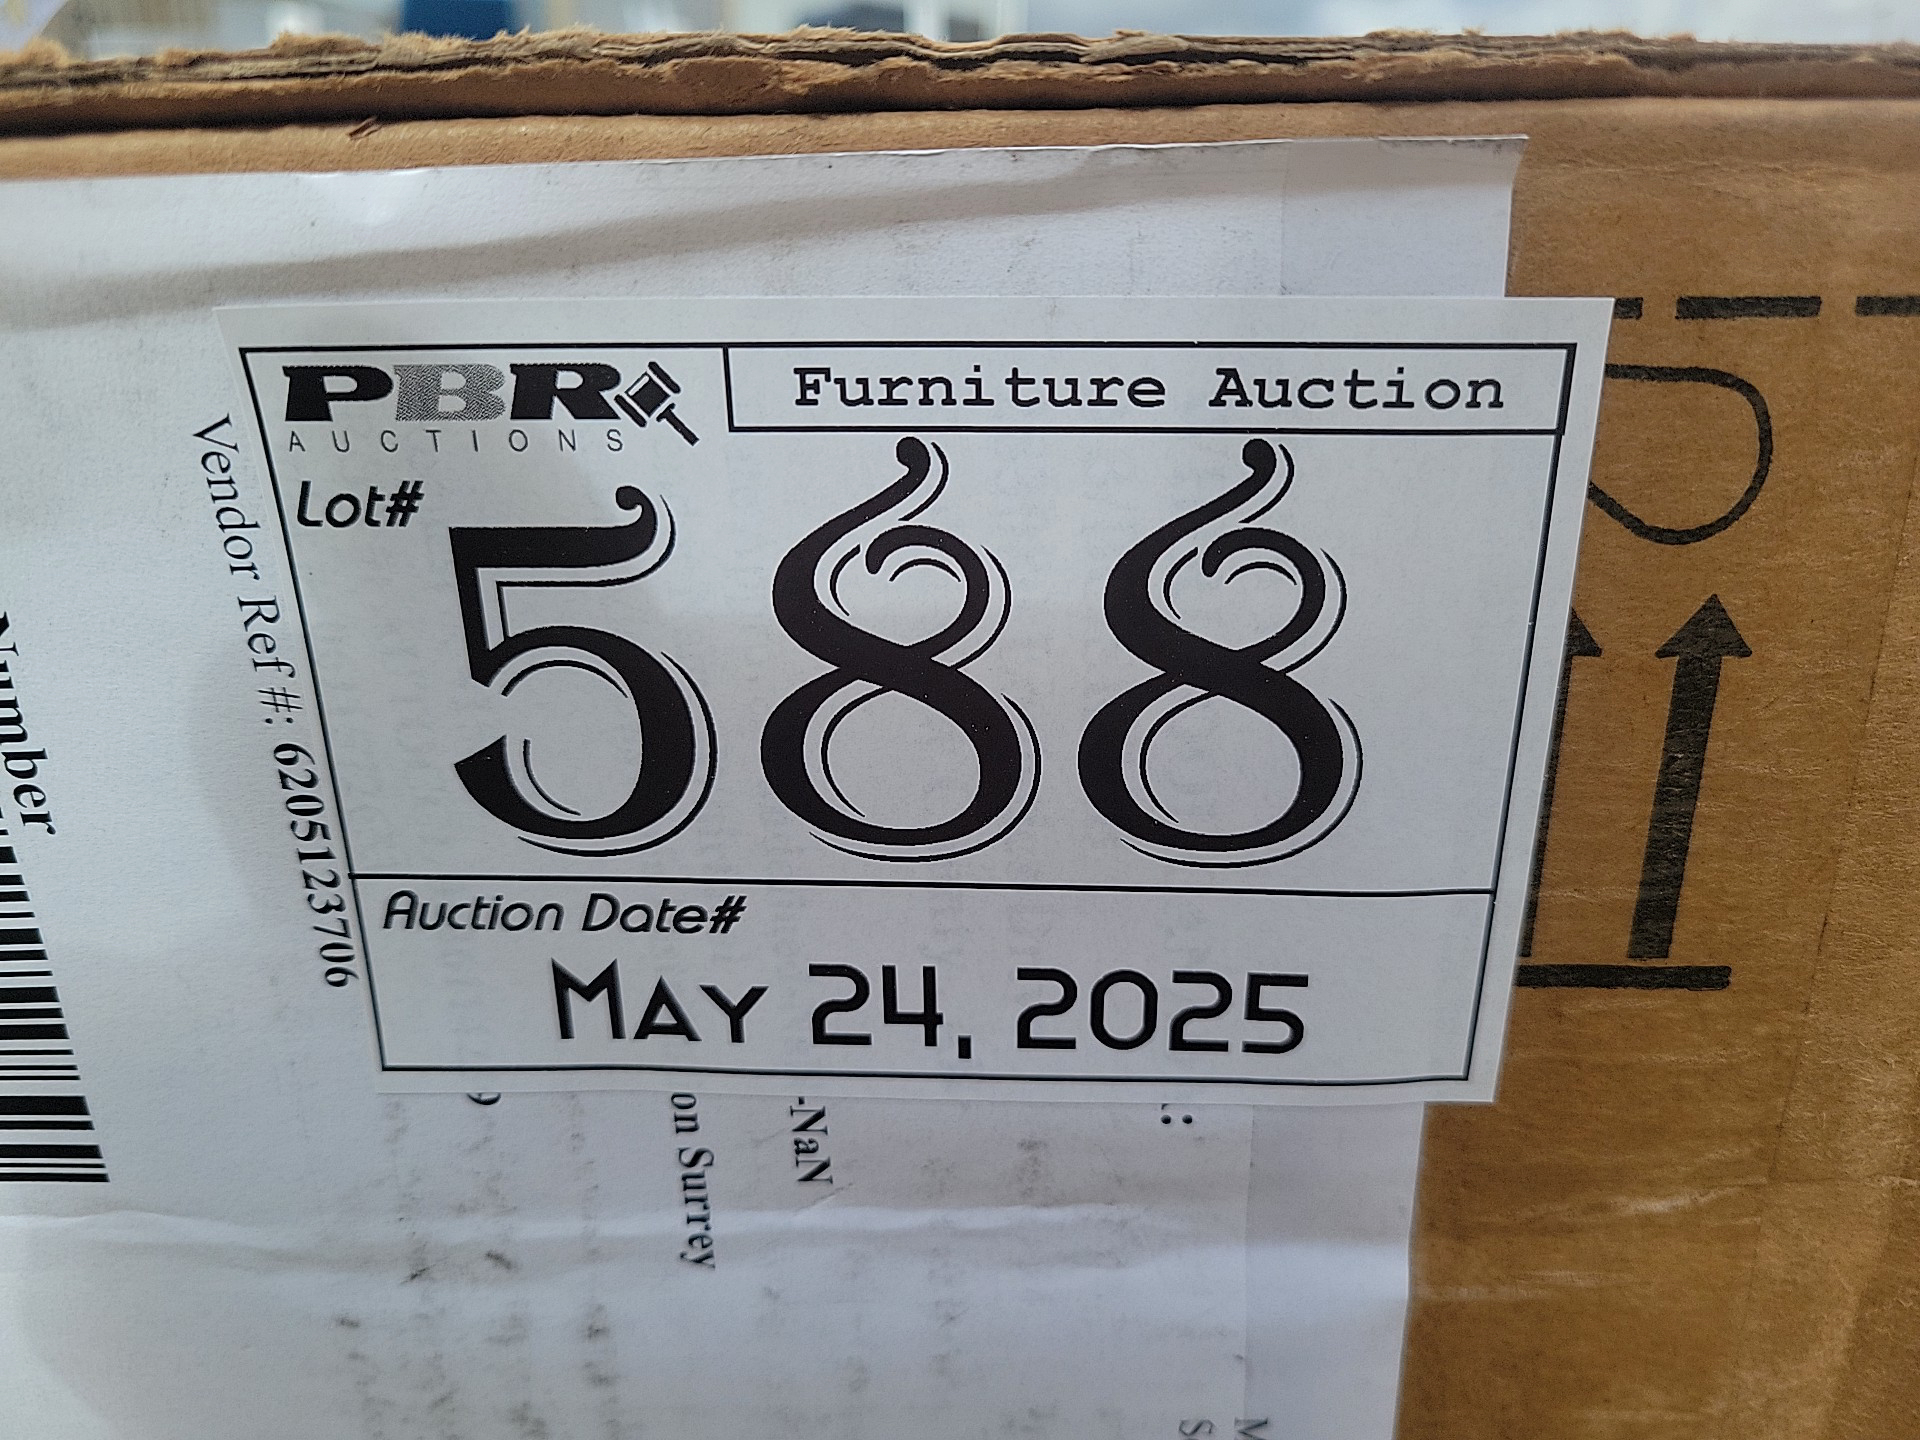 PBR
AUCTIONS
Furniture Auction
Lot#
588
Auction Date#
May 24, 2025
Vendor Ref #: 6205123706
Number
on Surrey
-NaN